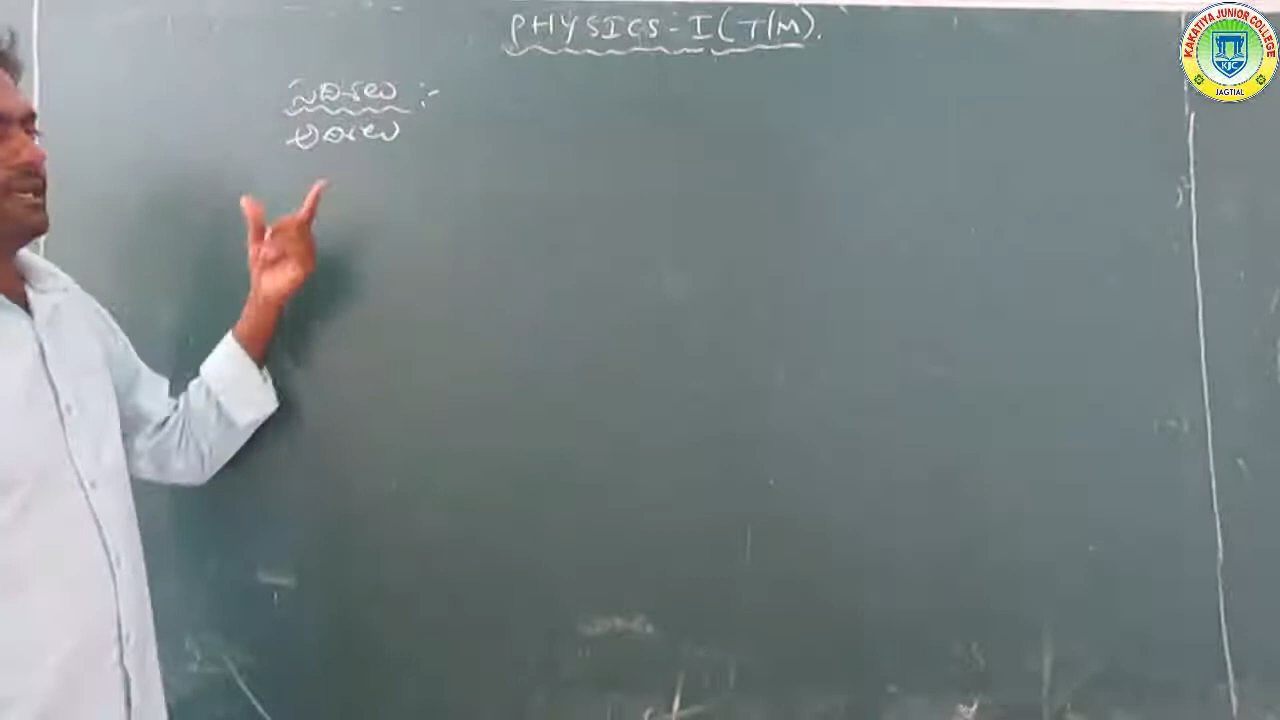 PHYSICS-I (T/M).
సదిశలు :-
అదిశలు
KAKATIYA JUNIOR COLLEGE
KJC
JAGTIAL